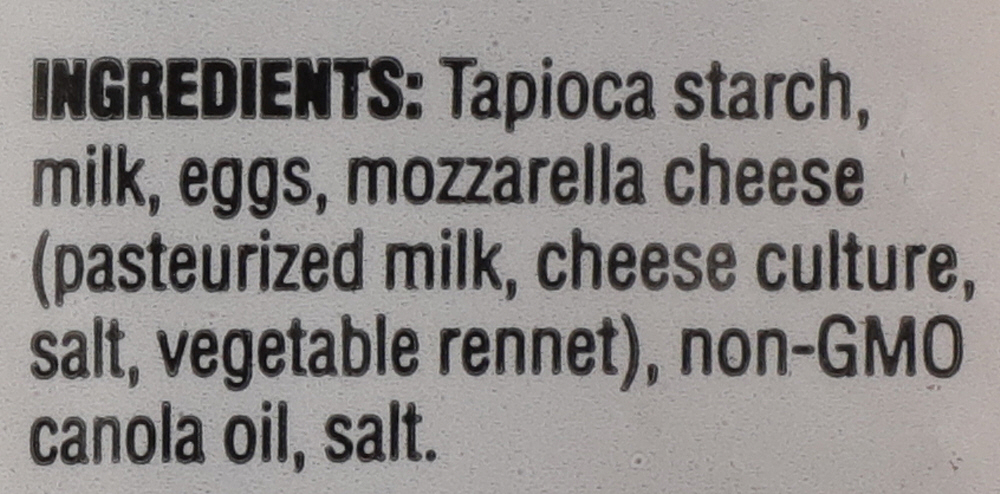 INGREDIENTS: Tapioca starch,
milk, eggs, mozzarella cheese
(pasteurized milk, cheese culture,
salt, vegetable rennet), non-GMO
canola oil, salt.